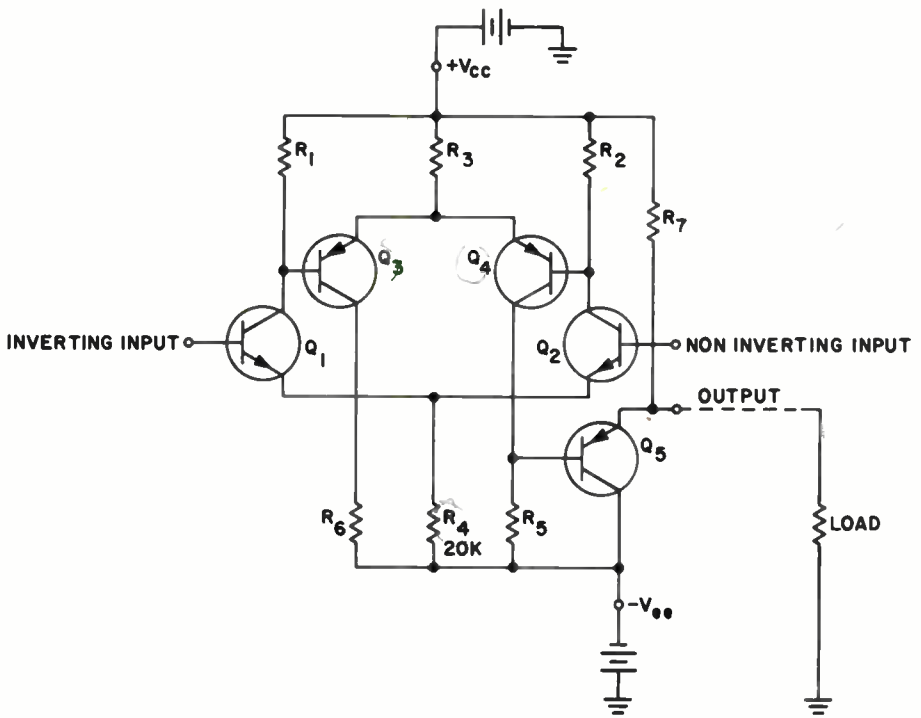 +VCC
R1
R3
R2
R7
Q3
Q4
INVERTING INPUT
Q1
Q2
NON INVERTING INPUT
OUTPUT
Q5
R6
R4
20K
R5
LOAD
-Vee